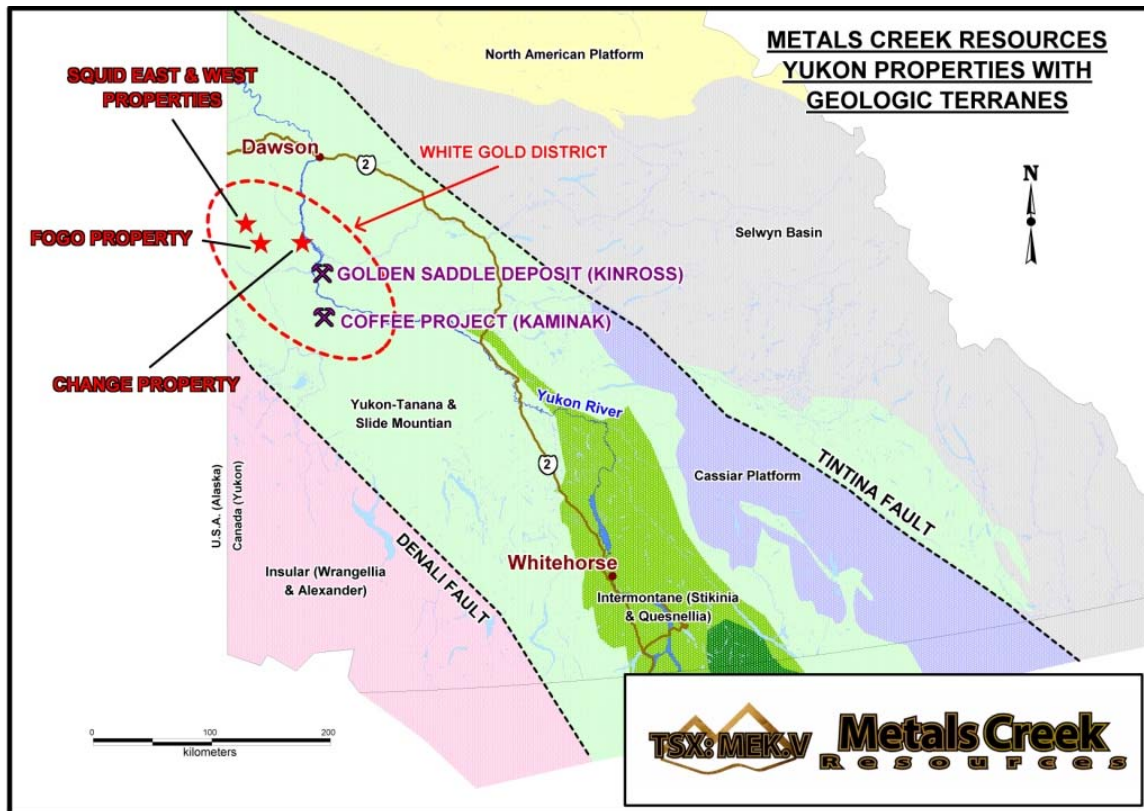 METALS CREEK RESOURCES
YUKON PROPERTIES WITH
GEOLOGIC TERRANES
North American Platform
SQUID EAST & WEST
PROPERTIES
Dawson
2
WHITE GOLD DISTRICT
N
Selwyn Basin
FOGO PROPERTY
GOLDEN SADDLE DEPOSIT (KINROSS)
COFFEE PROJECT (KAMINAK)
CHANGE PROPERTY
Yukon-Tanana &
Slide Mountian
Yukon River
2
Cassiar Platform
TINTINA FAULT
U.S.A. (Alaska)
Canada (Yukon)
DENALI FAULT
Insular (Wrangellia
& Alexander)
Whitehorse
Intermontane (Stikinia
& Quesnellia)
0 100 200
kilometers
TSX: MEK.V
Metals Creek
Resources